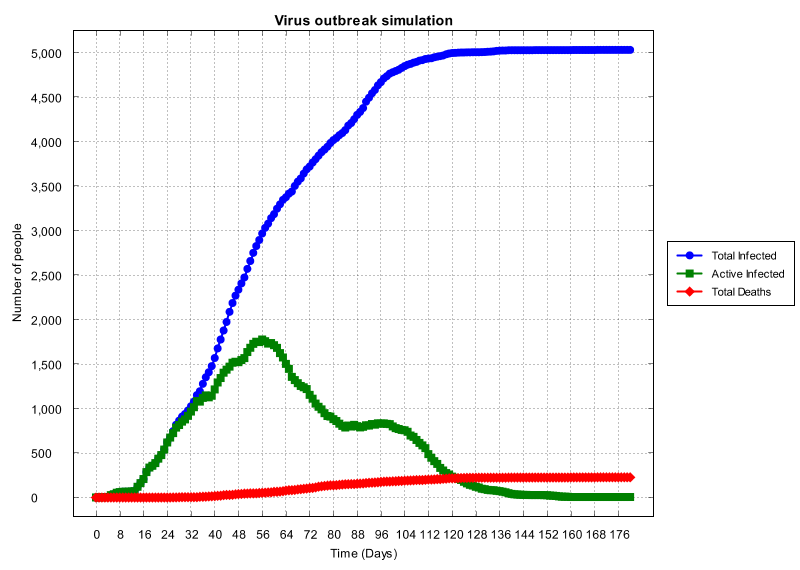 Virus outbreak simulation
5,000
4,500
4,000
3,500
3,000
2,500
2,000
1,500
1,000
500
0
Number of people
0 8 16 24 32 40 48 56 64 72 80 88 96 104 112 120 128 136 144 152 160 168 176
Time (Days)
Total Infected
Active Infected
Total Deaths